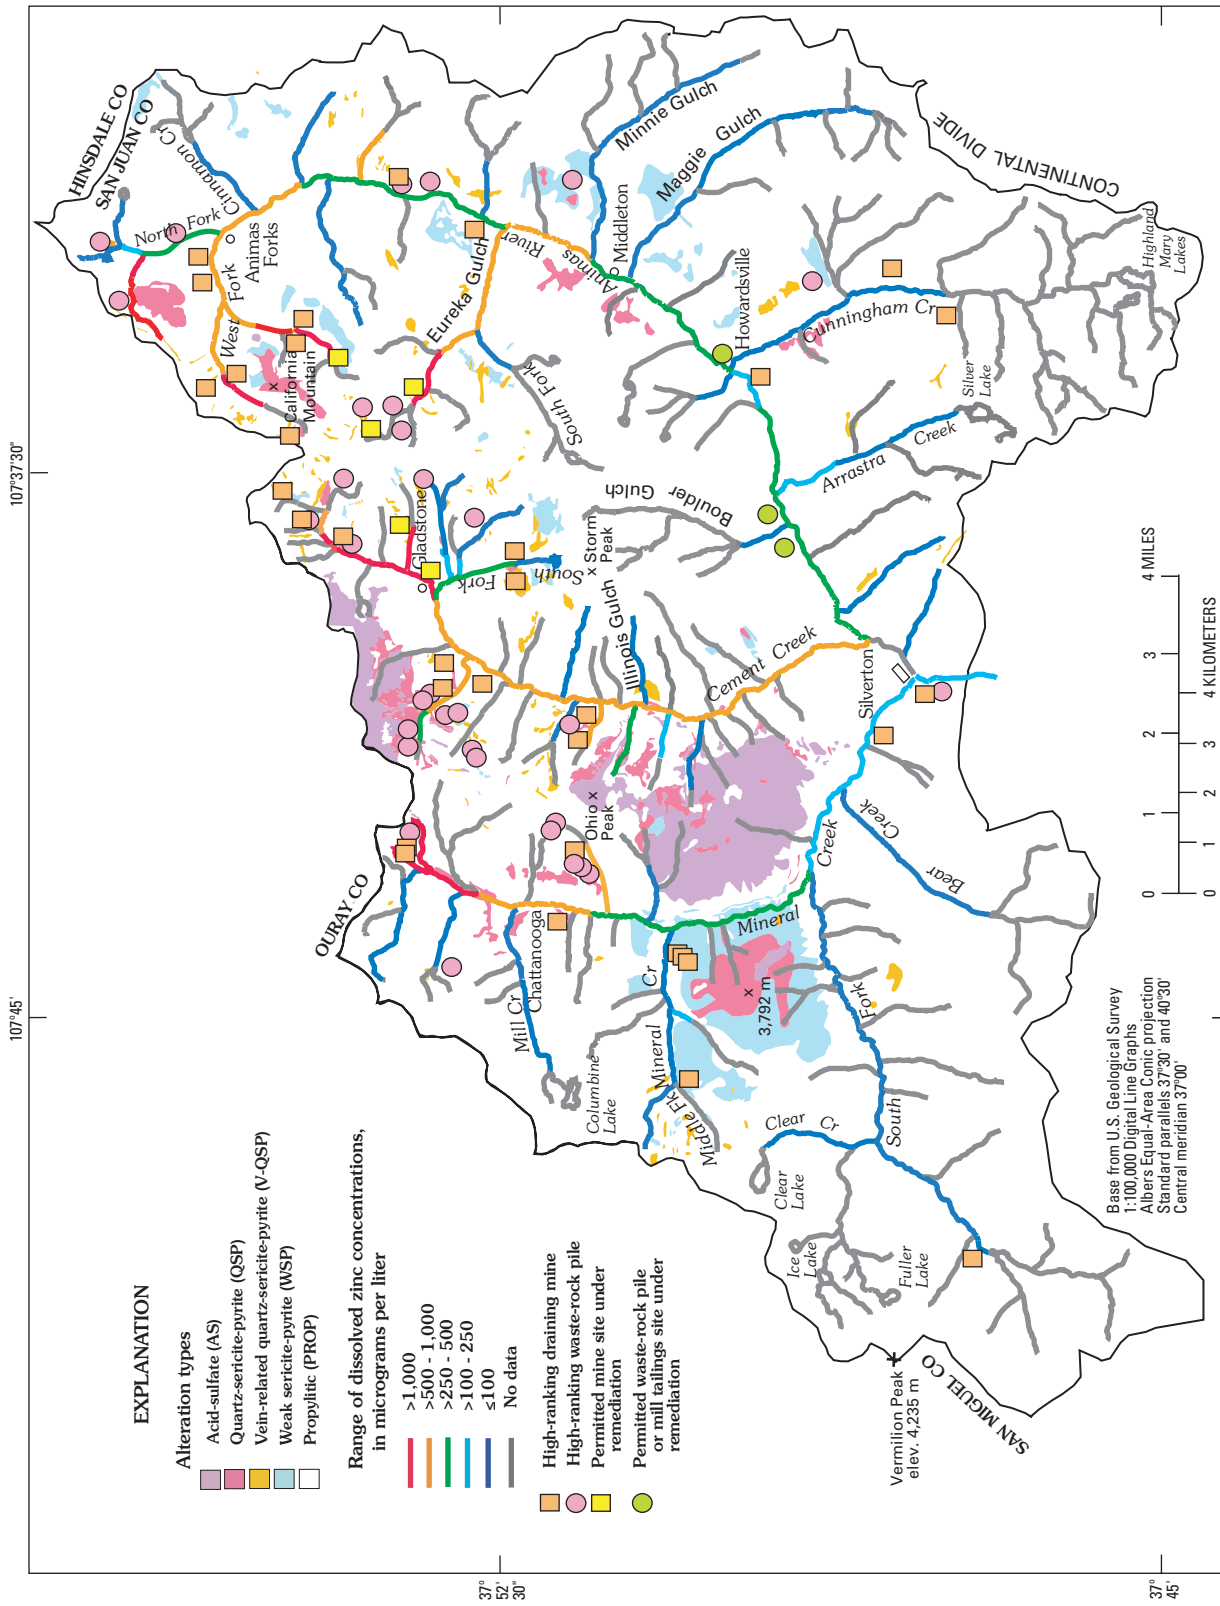 EXPLANATION
Alteration types
Acid-sulfate (AS)
Quartz-sericite-pyrite (QSP)
Vein-related quartz-sericite-pyrite (V-QSP)
Weak sericite-pyrite (WSP)
Propylitic (PROP)
Range of dissolved zinc concentrations,
in micrograms per liter
>1,000
>500 - 1,000
>250 - 500
>100 - 250
≤100
No data
High-ranking draining mine
High-ranking waste-rock pile
Permitted mine site under
remediation
Permitted waste-rock pile
or mill tailings site under
remediation
107°45'
107°37'30"
37°
52'
30"
37°
45'
OURAY CO
HINSDALE CO
SAN JUAN CO
SAN MIGUEL CO
CONTINENTAL DIVIDE
Cinnamon Cr
North Fork
Cinnamon
Animas
Forks
West Fork
California
Mountain
Eureka Gulch
South Fork
Animas River
Middleton
Minnie Gulch
Maggie Gulch
Howardsville
Cunningham Cr
Highland
Mary
Lakes
Silver
Lake
Arrastra Creek
Boulder Gulch
Storm
Peak
x
Gladstone
South Fork
Illinois Gulch
Cement Creek
Silverton
Ohio x
Peak
Mill Cr
Chattanooga
Columbine
Lake
Middle Fk Mineral Cr
Mineral Creek
x
3,792 m
Bear Creek
South Fork
Clear Cr
Clear
Lake
Ice
Lake
Fuller
Lake
Vermilion Peak
elev. 4,235 m
x
0 1 2 3 4 MILES
0 1 2 3 4 KILOMETERS
Base from U.S. Geological Survey
1:100,000 Digital Line Graphs
Albers Equal-Area Conic projection
Standard parallels 37°30' and 40°30'
Central meridian 37°00'